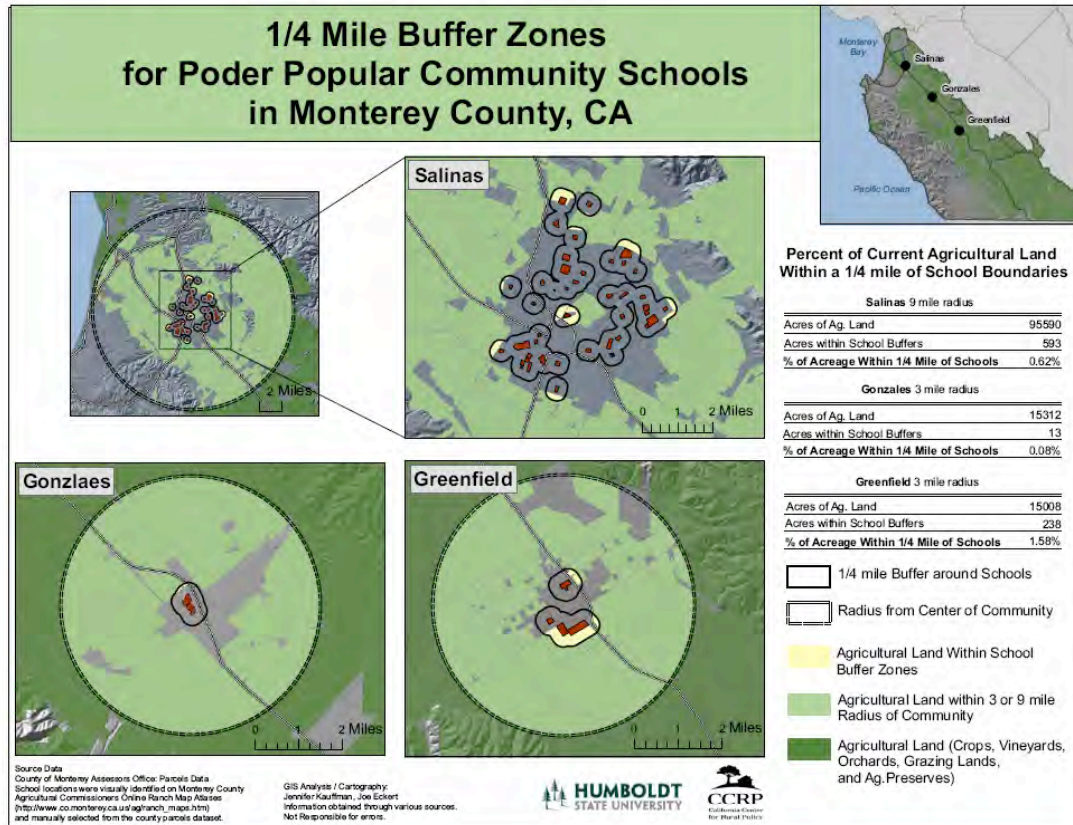 1/4 Mile Buffer Zones
for Poder Popular Community Schools
in Monterey County, CA
Monterey
Bay
Salinas
Gonzales
Greenfield
Pacific Ocean
2 Miles
Salinas
0 1 2 Miles
Gonzlaes
0 1 2 Miles
Greenfield
0 1 2 Miles
Percent of Current Agricultural Land
Within a 1/4 mile of School Boundaries
Salinas 9 mile radius
Acres of Ag. Land 95590
Acres within School Buffers 593
% of Acreage Within 1/4 Mile of Schools 0.62%
Gonzales 3 mile radius
Acres of Ag. Land 15312
Acres within School Buffers 13
% of Acreage Within 1/4 Mile of Schools 0.08%
Greenfield 3 mile radius
Acres of Ag. Land 15008
Acres within School Buffers 238
% of Acreage Within 1/4 Mile of Schools 1.58%
1/4 mile Buffer around Schools
Radius from Center of Community
Agricultural Land Within School
Buffer Zones
Agricultural Land within 3 or 9 mile
Radius of Community
Agricultural Land (Crops, Vineyards,
Orchards, Grazing Lands,
and Ag.Preserves)
Source Data
County of Monterey Assessors Office: Parcels Data
School locations were visually identified on Monterey County
Agricultural Commissioners Online Ranch Map Atlases
(http://www.co.monterey.ca.us/ag/ranch_maps.htm)
and manually selected from the county parcels dataset.
GIS Analysis / Cartography:
Jennifer Kauffman, Joe Eckert
Information obtained through various sources.
Not Responsible for errors.
HUMBOLDT
STATE UNIVERSITY
CCRP
California Center
for Rural Policy